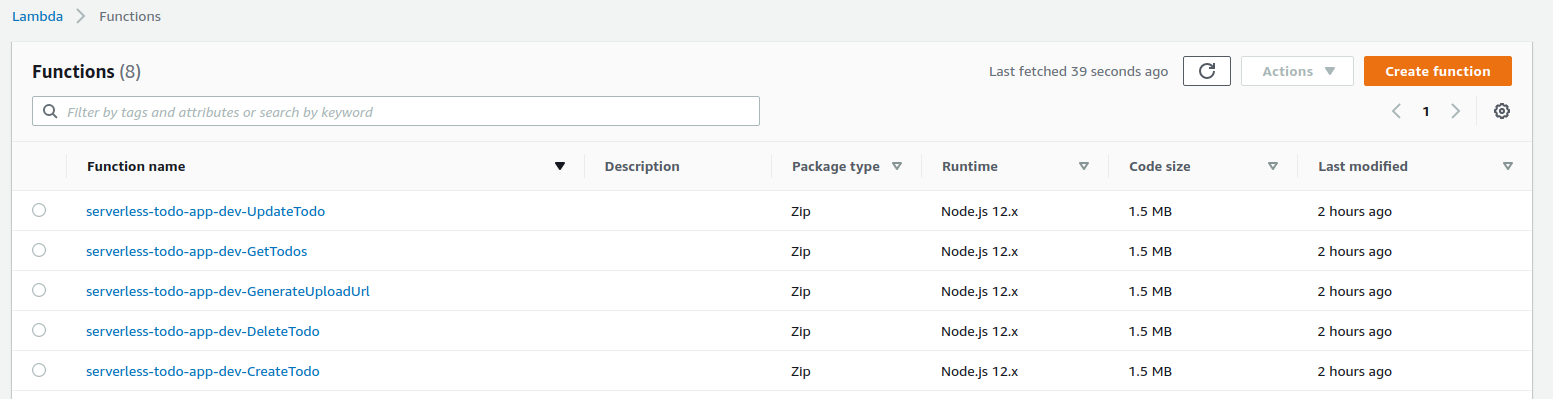 Lambda Functions
Functions (8) Last fetched 39 seconds ago Actions Create function
Filter by tags and attributes or search by keyword 1
Function name Description Package type Runtime Code size Last modified
serverless-todo-app-dev-UpdateTodo Zip Node.js 12.x 1.5 MB 2 hours ago
serverless-todo-app-dev-GetTodos Zip Node.js 12.x 1.5 MB 2 hours ago
serverless-todo-app-dev-GenerateUploadUrl Zip Node.js 12.x 1.5 MB 2 hours ago
serverless-todo-app-dev-DeleteTodo Zip Node.js 12.x 1.5 MB 2 hours ago
serverless-todo-app-dev-CreateTodo Zip Node.js 12.x 1.5 MB 2 hours ago